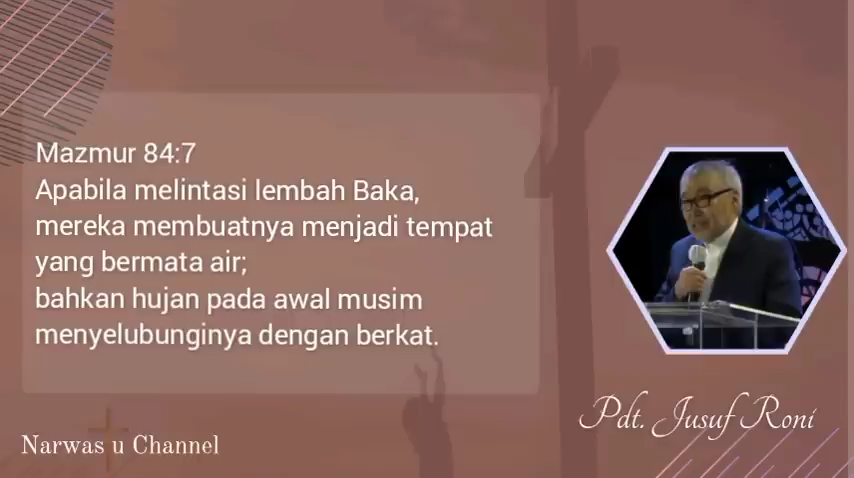 Mazmur 84:7
Apabila melintasi lembah Baka,
mereka membuatnya menjadi tempat
yang bermata air;
bahkan hujan pada awal musim
menyelubunginya dengan berkat.
Pdt. Jusuf Roni
Narwas u Channel